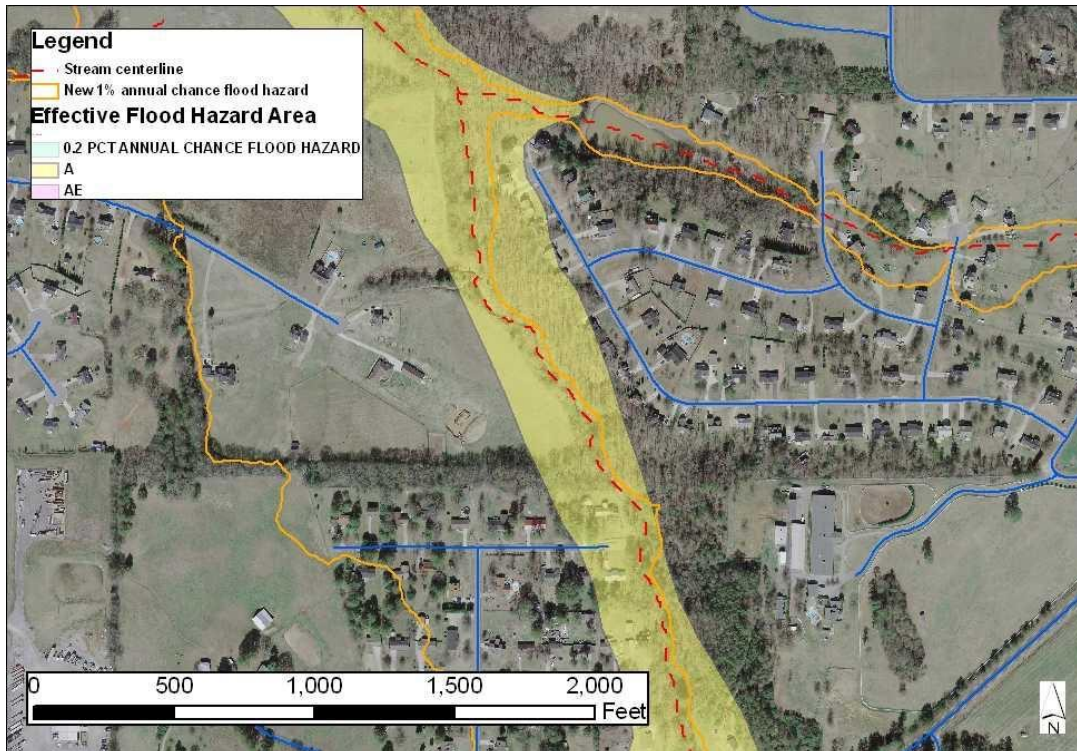 Legend
Stream centerline
New 1% annual chance flood hazard
Effective Flood Hazard Area
0.2 PCT ANNUAL CHANCE FLOOD HAZARD
A
AE
0 500 1,000 1,500 2,000
Feet
N